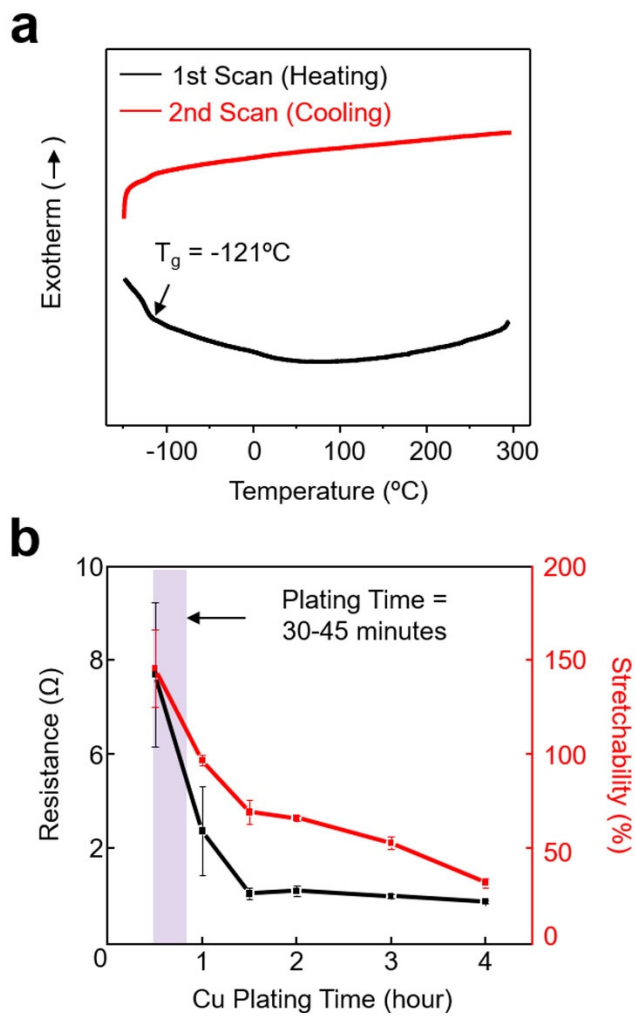 a
1st Scan (Heating)
2nd Scan (Cooling)
Exotherm (→)
Tg = -121ºC
-100 0 100 200 300
Temperature (ºC)
b
10 200
Plating Time =
30-45 minutes
8 150
6 100
2 50
0 0
Resistance (Ω)
Stretchability (%)
1 2 3 4
Cu Plating Time (hour)